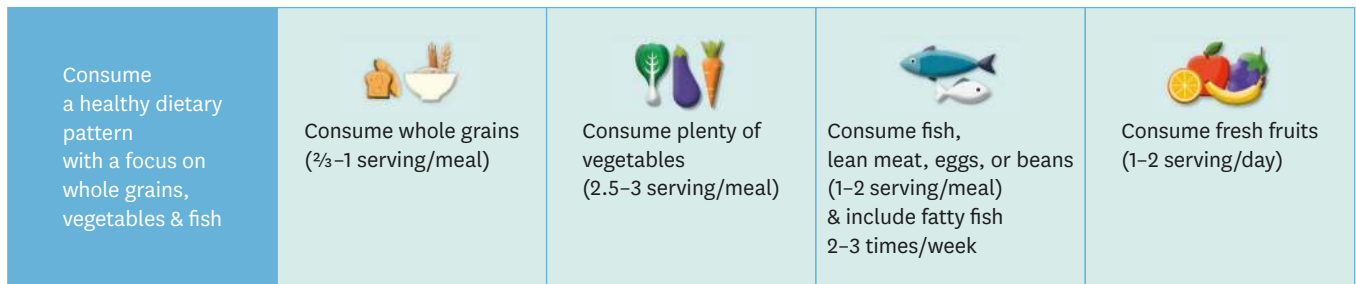 Consume
a healthy dietary
pattern
with a focus on
whole grains,
vegetables & fish
Consume whole grains
(⅔–1 serving/meal)
Consume plenty of
vegetables
(2.5–3 serving/meal)
Consume fish,
lean meat, eggs, or beans
(1–2 serving/meal)
& include fatty fish
2–3 times/week
Consume fresh fruits
(1–2 serving/day)